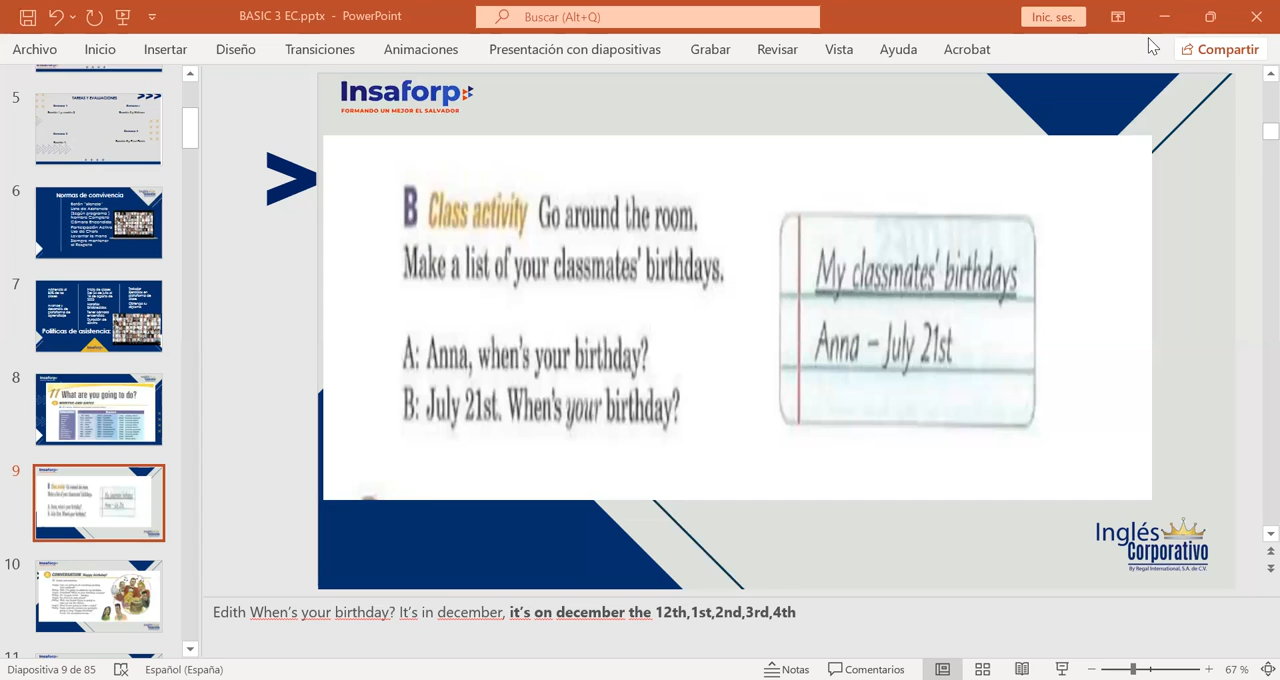 BASIC 3 EC.pptx - PowerPoint
Buscar (Alt+Q)
Inic. ses.
Archivo Inicio Insertar Diseño Transiciones Animaciones Presentación con diapositivas Grabar Revisar Vista Ayuda Acrobat Compartir
5
TAREAS Y EVALUACIONES
6
Normas de convivencia
7
Políticas de asistencia:
8
11 What are you going to do?
9
10
CONVERSATION Happy birthday!
11
Insaforp
FORMANDO UN MEJOR EL SALVADOR
B Class activity Go around the room.
Make a list of your classmates' birthdays.
A: Anna, when's your birthday?
B: July 21st. When's your birthday?
My classmates' birthdays
Anna – July 21st
Inglés
Corporativo
By Regal International, S.A. de C.V.
Edith When's your birthday? It's in december, it's on december the 12th,1st,2nd,3rd,4th
Diapositiva 9 de 85 Español (España) Notas Comentarios 67 %